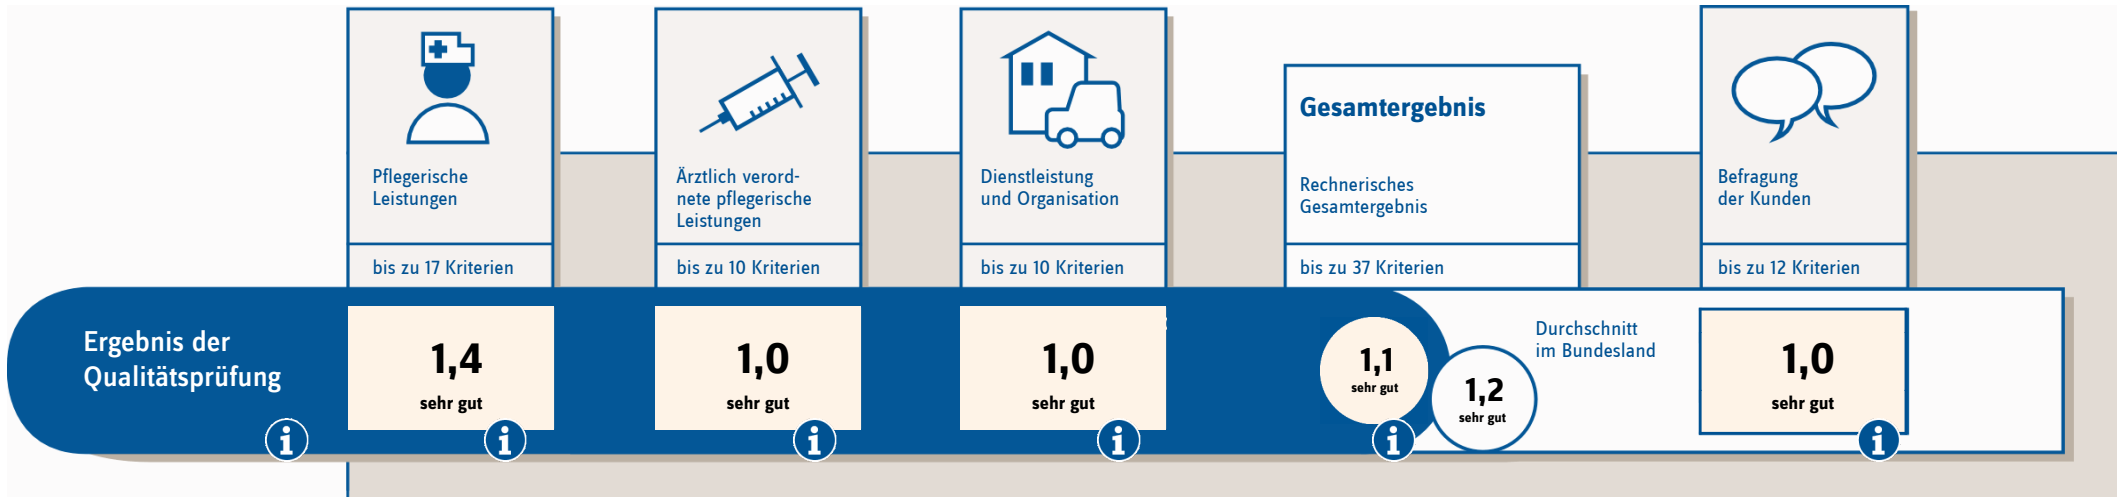 Pflegerische
Leistungen
bis zu 17 Kriterien
Ärztlich verord-
nete pflegerische
Leistungen
bis zu 10 Kriterien
Dienstleistung
und Organisation
bis zu 10 Kriterien
Gesamtergebnis
Rechnerisches
Gesamtergebnis
bis zu 37 Kriterien
Befragung
der Kunden
bis zu 12 Kriterien
Ergebnis der
Qualitätsprüfung
i
1,4
sehr gut
i
1,0
sehr gut
i
1,0
sehr gut
i
1,1
sehr gut
i
1,2
sehr gut
Durchschnitt
im Bundesland
1,0
sehr gut
i